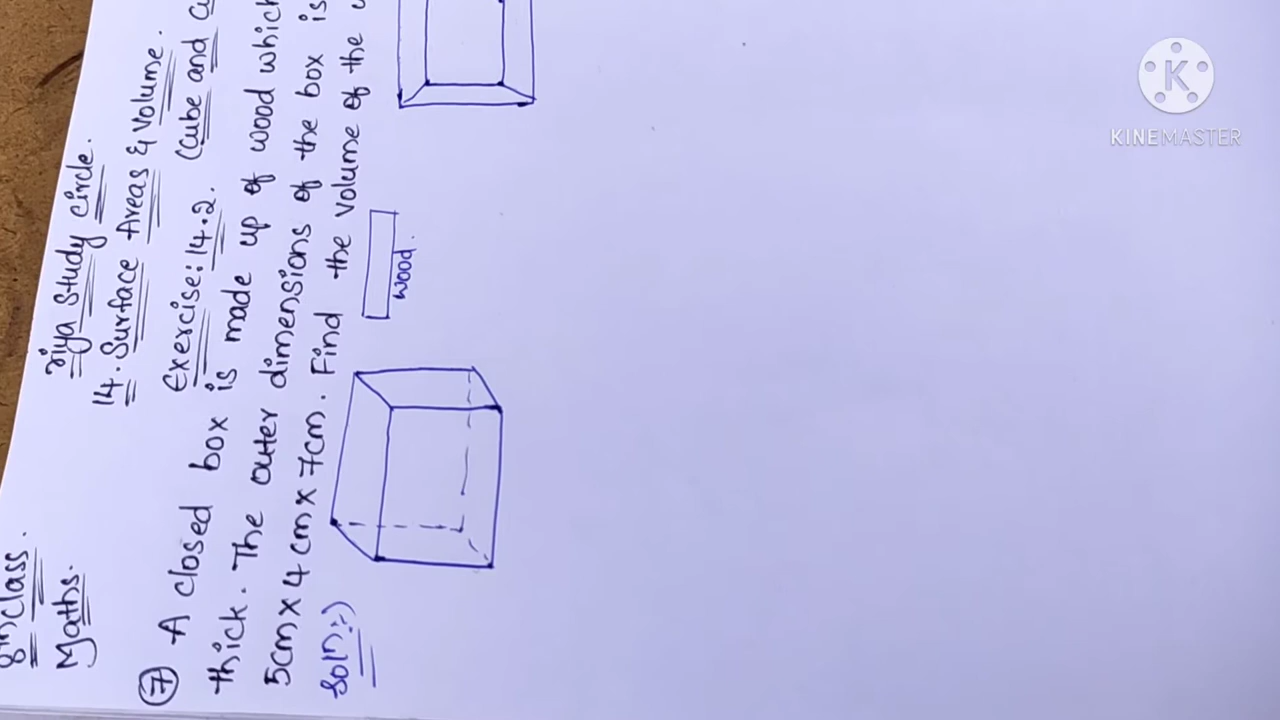 8th class.
Maths.
riya study circle.
14. Surface Areas & Volume.
Exercise: 14.2. (cube and
7 A closed box is made up of wood which
thick. The outer dimensions of the box is
5cm x 4cm x 7cm. Find the volume of the
Soln:-)
wood.
K
KINEMASTER